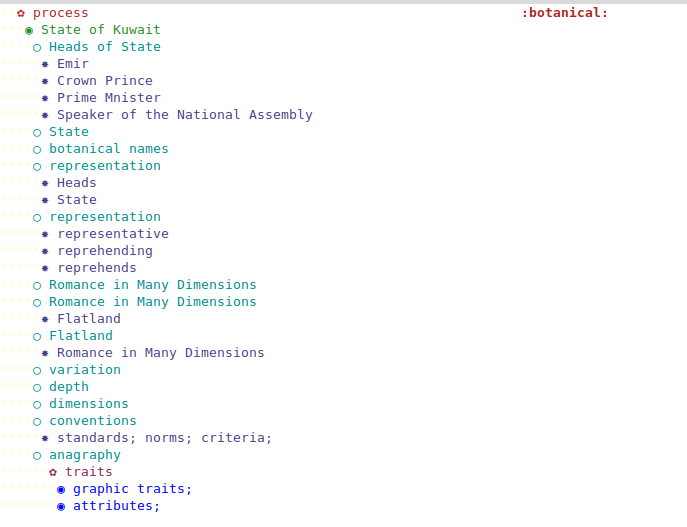 ✿ process :botanical:
◉ State of Kuwait
○ Heads of State
✸ Emir
✸ Crown Prince
✸ Prime Mnister
✸ Speaker of the National Assembly
○ State
○ botanical names
○ representation
✸ Heads
✸ State
○ representation
✸ representative
✸ reprehending
✸ reprehends
○ Romance in Many Dimensions
○ Romance in Many Dimensions
✸ Flatland
○ Flatland
✸ Romance in Many Dimensions
○ variation
○ depth
○ dimensions
○ conventions
✸ standards; norms; criteria;
○ anagraphy
✿ traits
◉ graphic traits;
◉ attributes;